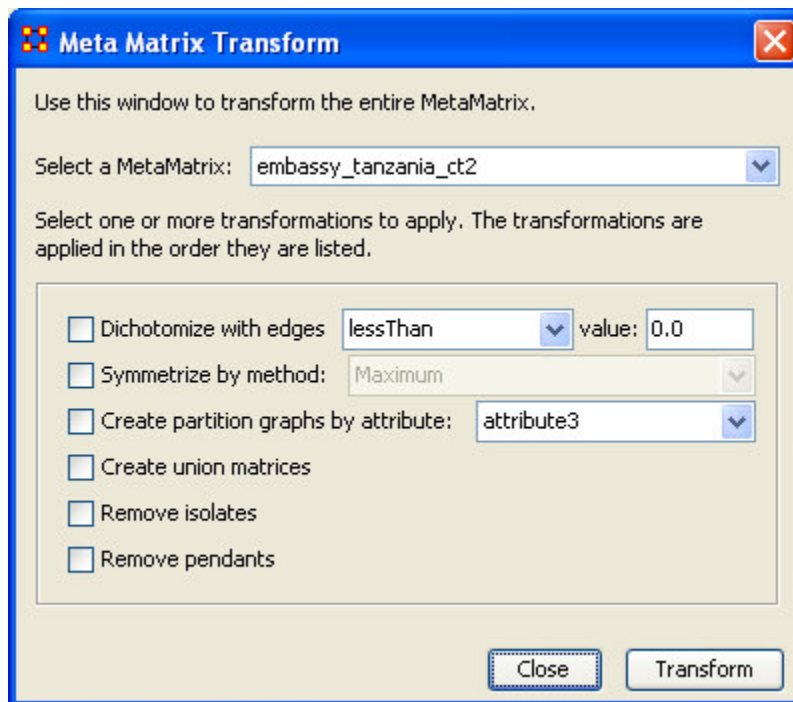 Meta Matrix Transform
Use this window to transform the entire MetaMatrix.
Select a MetaMatrix: embassy_tanzania_ct2
Select one or more transformations to apply. The transformations are
applied in the order they are listed.
Dichotomize with edges lessThan value: 0.0
Symmetrize by method: Maximum
Create partition graphs by attribute: attribute3
Create union matrices
Remove isolates
Remove pendants
Close Transform